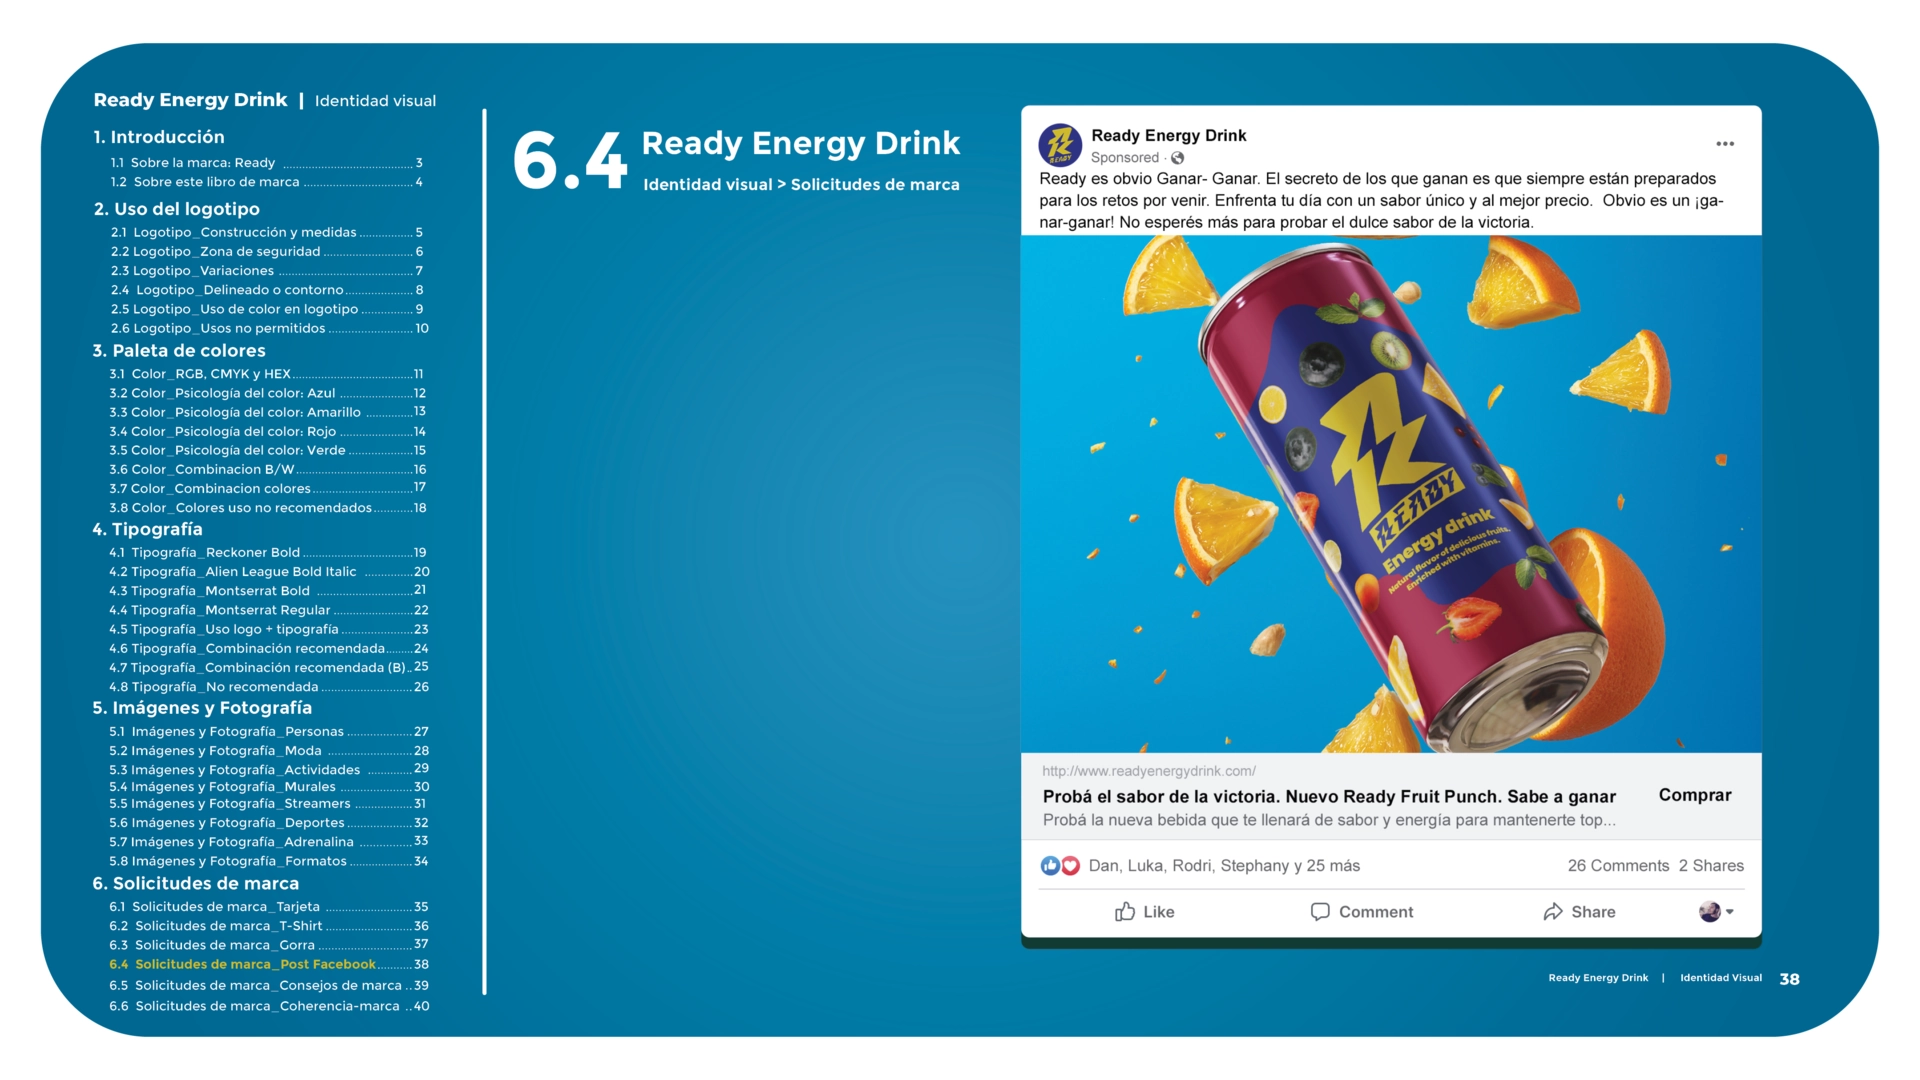 Ready Energy Drink | Identidad visual
1. Introducción
1.1 Sobre la marca: Ready ........................................ 3
1.2 Sobre este libro de marca ................................. 4
2. Uso del logotipo
2.1 Logotipo_Construcción y medidas ................ 5
2.2 Logotipo_Zona de seguridad ........................... 6
2.3 Logotipo_Variaciones ........................................ 7
2.4 Logotipo_Delineado o contorno .................... 8
2.5 Logotipo_Uso de color en logotipo ................ 9
2.6 Logotipo_Usos no permitidos ......................... 10
3. Paleta de colores
3.1 Color_RGB, CMYK y HEX .................................... 11
3.2 Color_Psicología del color: Azul ...................... 12
3.3 Color_Psicología del color: Amarillo .............. 13
3.4 Color_Psicología del color: Rojo ...................... 14
3.5 Color_Psicología del color: Verde ................... 15
3.6 Color_Combinacion B/W ................................... 16
3.7 Color_Combinacion colores .............................. 17
3.8 Color_Colores uso no recomendados ........... 18
4. Tipografía
4.1 Tipografía_Reckoner Bold ................................. 19
4.2 Tipografía_Alien League Bold Italic .............. 20
4.3 Tipografía_Montserrat Bold ............................. 21
4.4 Tipografía_Montserrat Regular ........................ 22
4.5 Tipografía_Uso logo + tipografía ..................... 23
4.6 Tipografía_Combinación recomendada ........ 24
4.7 Tipografía_Combinación recomendada (B) .. 25
4.8 Tipografía_No recomendada ........................... 26
5. Imágenes y Fotografía
5.1 Imágenes y Fotografía_Personas ................... 27
5.2 Imágenes y Fotografía_Moda ......................... 28
5.3 Imágenes y Fotografía_Actividades ............. 29
5.4 Imágenes y Fotografía_Murales ..................... 30
5.5 Imágenes y Fotografía_Streamers ................. 31
5.6 Imágenes y Fotografía_Deportes ................... 32
5.7 Imágenes y Fotografía_Adrenalina ............... 33
5.8 Imágenes y Fotografía_Formatos .................. 34
6. Solicitudes de marca
6.1 Solicitudes de marca_Tarjeta .......................... 35
6.2 Solicitudes de marca_T-Shirt .......................... 36
6.3 Solicitudes de marca_Gorra ............................ 37
6.4 Solicitudes de marca_Post Facebook .......... 38
6.5 Solicitudes de marca_Consejos de marca .. 39
6.6 Solicitudes de marca_Coherencia-marca .. 40
6.4 Ready Energy Drink
Identidad visual > Solicitudes de marca
Ready Energy Drink
Sponsored ·
Ready es obvio Ganar- Ganar. El secreto de los que ganan es que siempre están preparados
para los retos por venir. Enfrenta tu día con un sabor único y al mejor precio. Obvio es un ¡ga-
nar-ganar! No esperés más para probar el dulce sabor de la victoria.
READY
READY
Energy drink
Natural flavor of delicious fruits.
Enriched with vitamins.
http://www.readyenergydrink.com/
Probá el sabor de la victoria. Nuevo Ready Fruit Punch. Sabe a ganar
Comprar
Probá la nueva bebida que te llenará de sabor y energía para mantenerte top...
Dan, Luka, Rodri, Stephany y 25 más
26 Comments 2 Shares
Like
Comment
Share
Ready Energy Drink | Identidad Visual 38